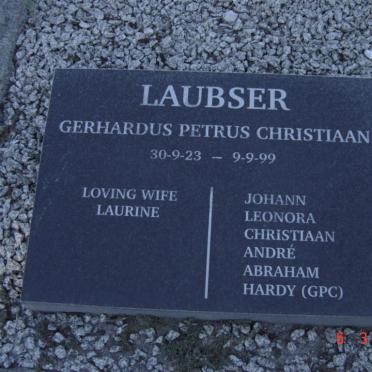 LAUBSER
GERHARDUS PETRUS CHRISTIAAN
30-9-23 – 9-9-99
LOVING WIFE
LAURINE
JOHANN
LEONORA
CHRISTIAAN
ANDRÉ
ABRAHAM
HARDY (GPC)